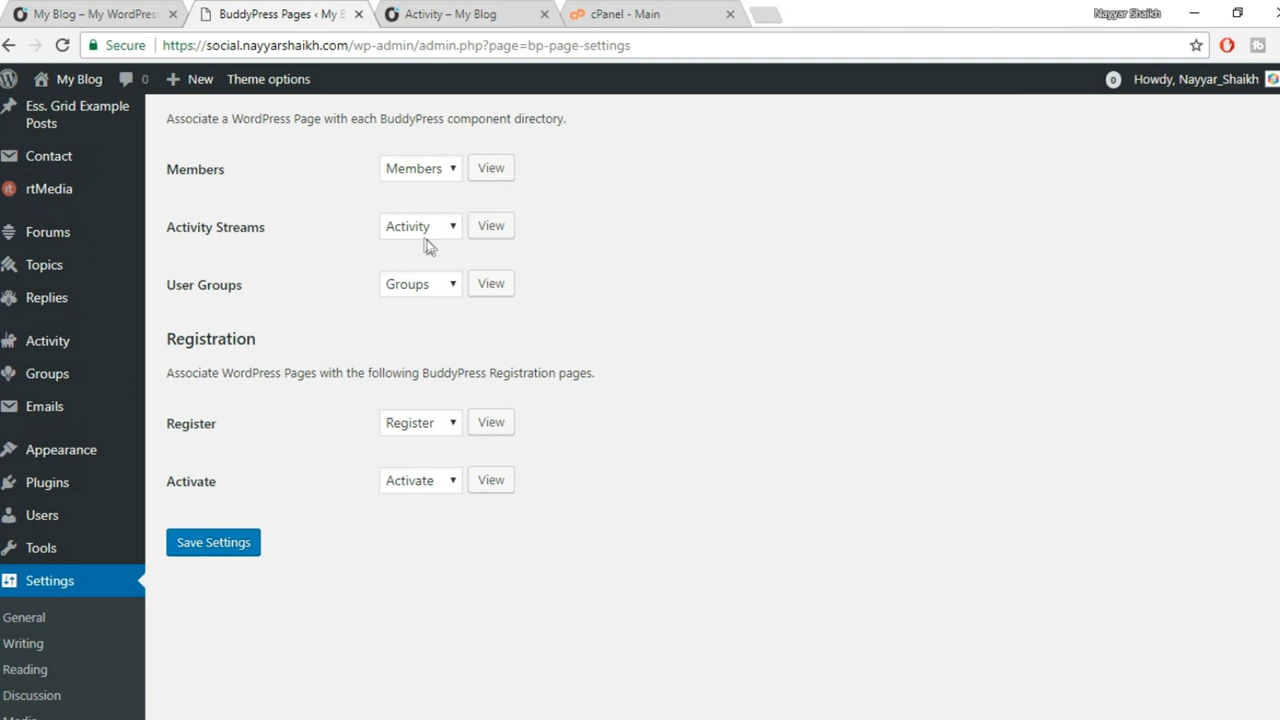 My Blog – My WordPress
BuddyPress Pages ‹ My B
Activity – My Blog
cPanel - Main
Nayyar Shaikh
Secure
https://social.nayyarshaikh.com/wp-admin/admin.php?page=bp-page-settings
My Blog
0
New
Theme options
0
Howdy, Nayyar_Shaikh
Ess. Grid Example
Posts
Contact
rtMedia
Forums
Topics
Replies
Activity
Groups
Emails
Appearance
Plugins
Users
Tools
Settings
General
Writing
Reading
Discussion
Associate a WordPress Page with each BuddyPress component directory.
Members Members View
Activity Streams Activity View
User Groups Groups View
Registration
Associate WordPress Pages with the following BuddyPress Registration pages.
Register Register View
Activate Activate View
Save Settings